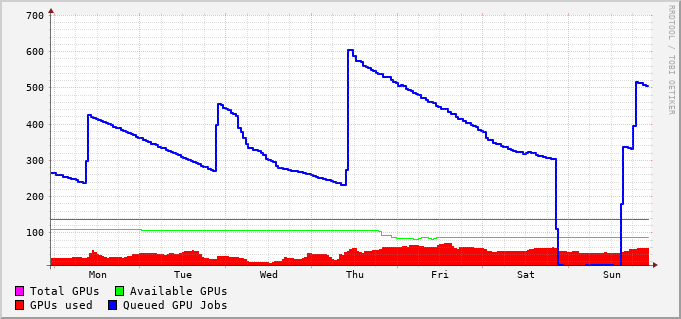 700
600
500
400
300
200
100
Mon Tue Wed Thu Fri Sat Sun
RRDTOOL / TOBI OETIKER
Total GPUs Available GPUs
GPUs used Queued GPU Jobs